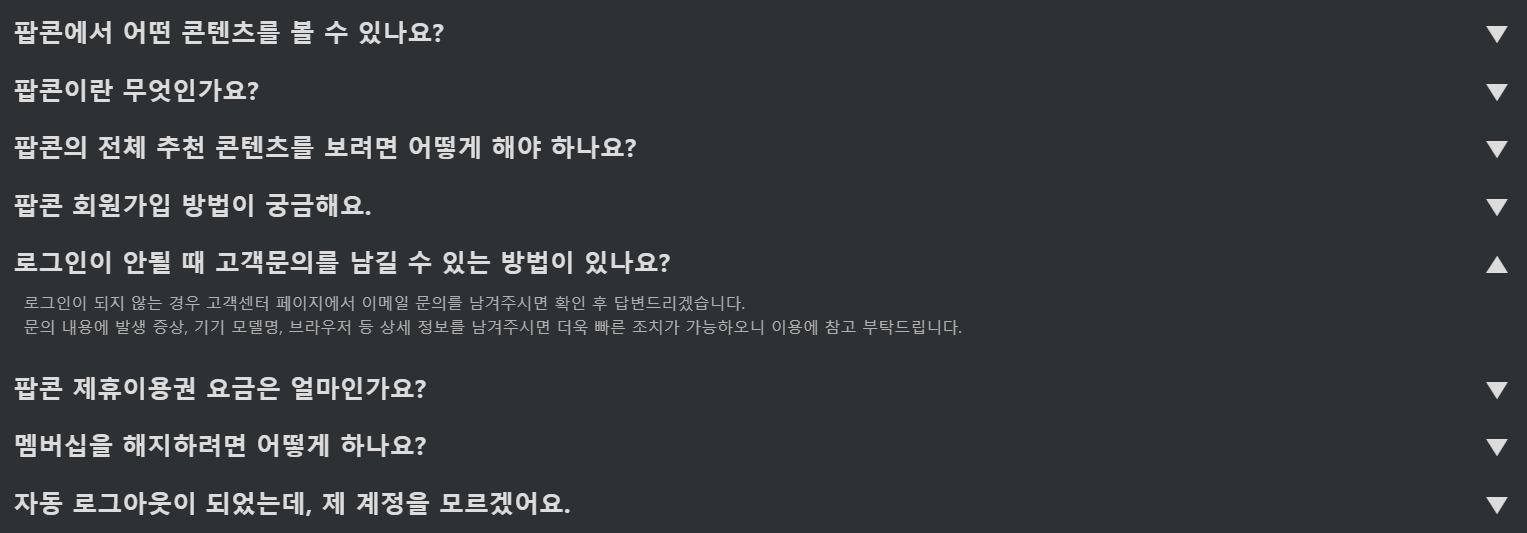 팝콘에서 어떤 콘텐츠를 볼 수 있나요?
팝콘이란 무엇인가요?
팝콘의 전체 추천 콘텐츠를 보려면 어떻게 해야 하나요?
팝콘 회원가입 방법이 궁금해요.
로그인이 안될 때 고객문의를 남길 수 있는 방법이 있나요?
로그인이 되지 않는 경우 고객센터 페이지에서 이메일 문의를 남겨주시면 확인 후 답변드리겠습니다.
문의 내용에 발생 증상, 기기 모델명, 브라우저 등 상세 정보를 남겨주시면 더욱 빠른 조치가 가능하오니 이용에 참고 부탁드립니다.
팝콘 제휴이용권 요금은 얼마인가요?
멤버십을 해지하려면 어떻게 하나요?
자동 로그아웃이 되었는데, 제 계정을 모르겠어요.